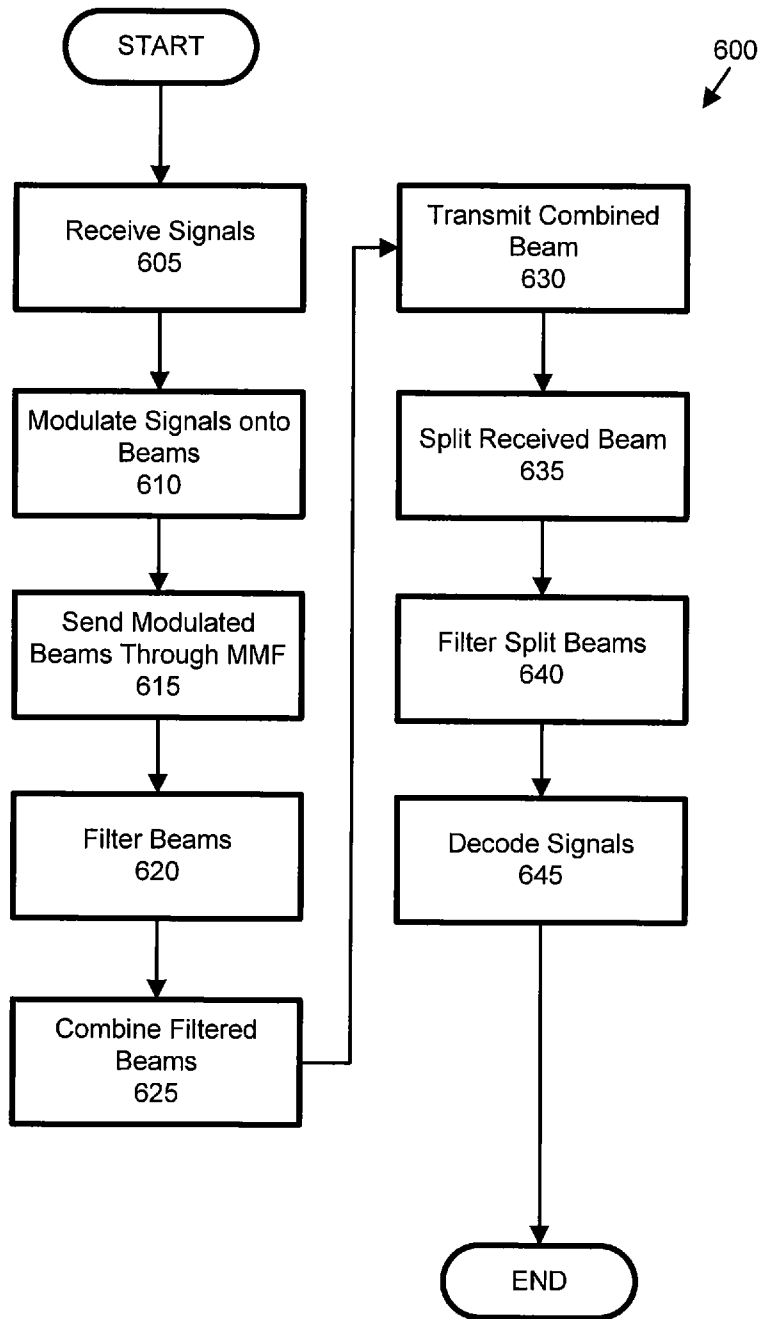 START
600
Receive Signals
605
Modulate Signals onto
Beams
610
Send Modulated
Beams Through MMF
615
Filter Beams
620
Combine Filtered
Beams
625
Transmit Combined
Beam
630
Split Received Beam
635
Filter Split Beams
640
Decode Signals
645
END